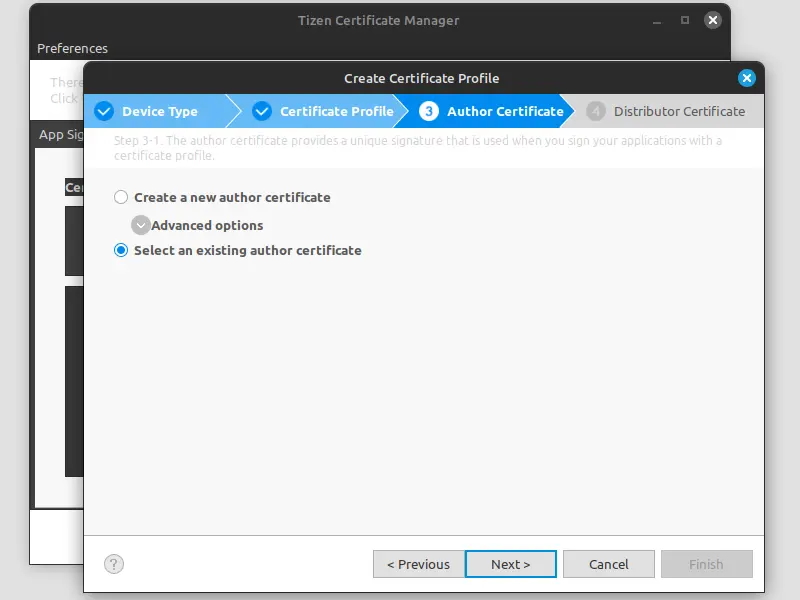 Tizen Certificate Manager
Preferences
There
Click
App Sig
Cer
Create Certificate Profile
Device Type
Certificate Profile
3 Author Certificate
4 Distributor Certificate
Step 3-1. The author certificate provides a unique signature that is used when you sign your applications with a
certificate profile.
Create a new author certificate
Advanced options
Select an existing author certificate
?
< Previous
Next >
Cancel
Finish